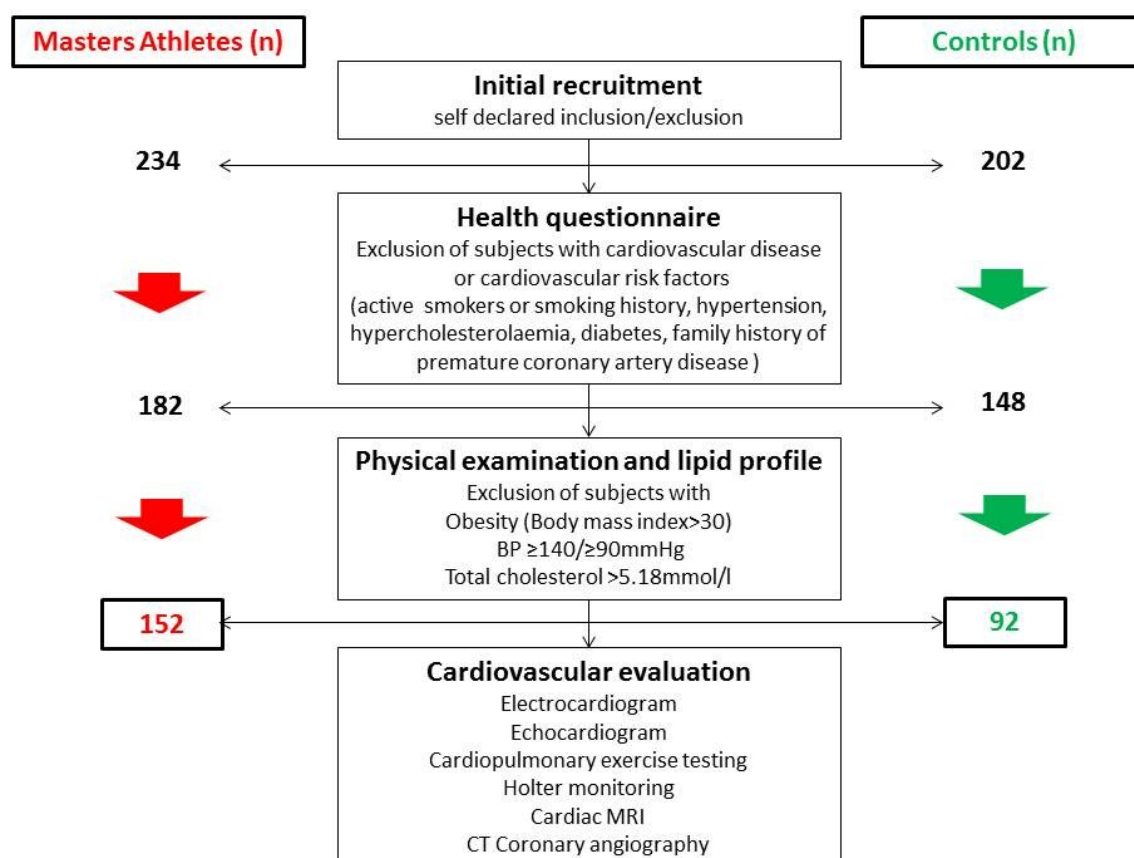 Masters Athletes (n)
Controls (n)
Initial recruitment
self declared inclusion/exclusion
234
202
Health questionnaire
Exclusion of subjects with cardiovascular disease
or cardiovascular risk factors
(active smokers or smoking history, hypertension,
hypercholesterolaemia, diabetes, family history of
premature coronary artery disease )
182
148
Physical examination and lipid profile
Exclusion of subjects with
Obesity (Body mass index>30)
BP ≥140/≥90mmHg
Total cholesterol >5.18mmol/l
152
92
Cardiovascular evaluation
Electrocardiogram
Echocardiogram
Cardiopulmonary exercise testing
Holter monitoring
Cardiac MRI
CT Coronary angiography